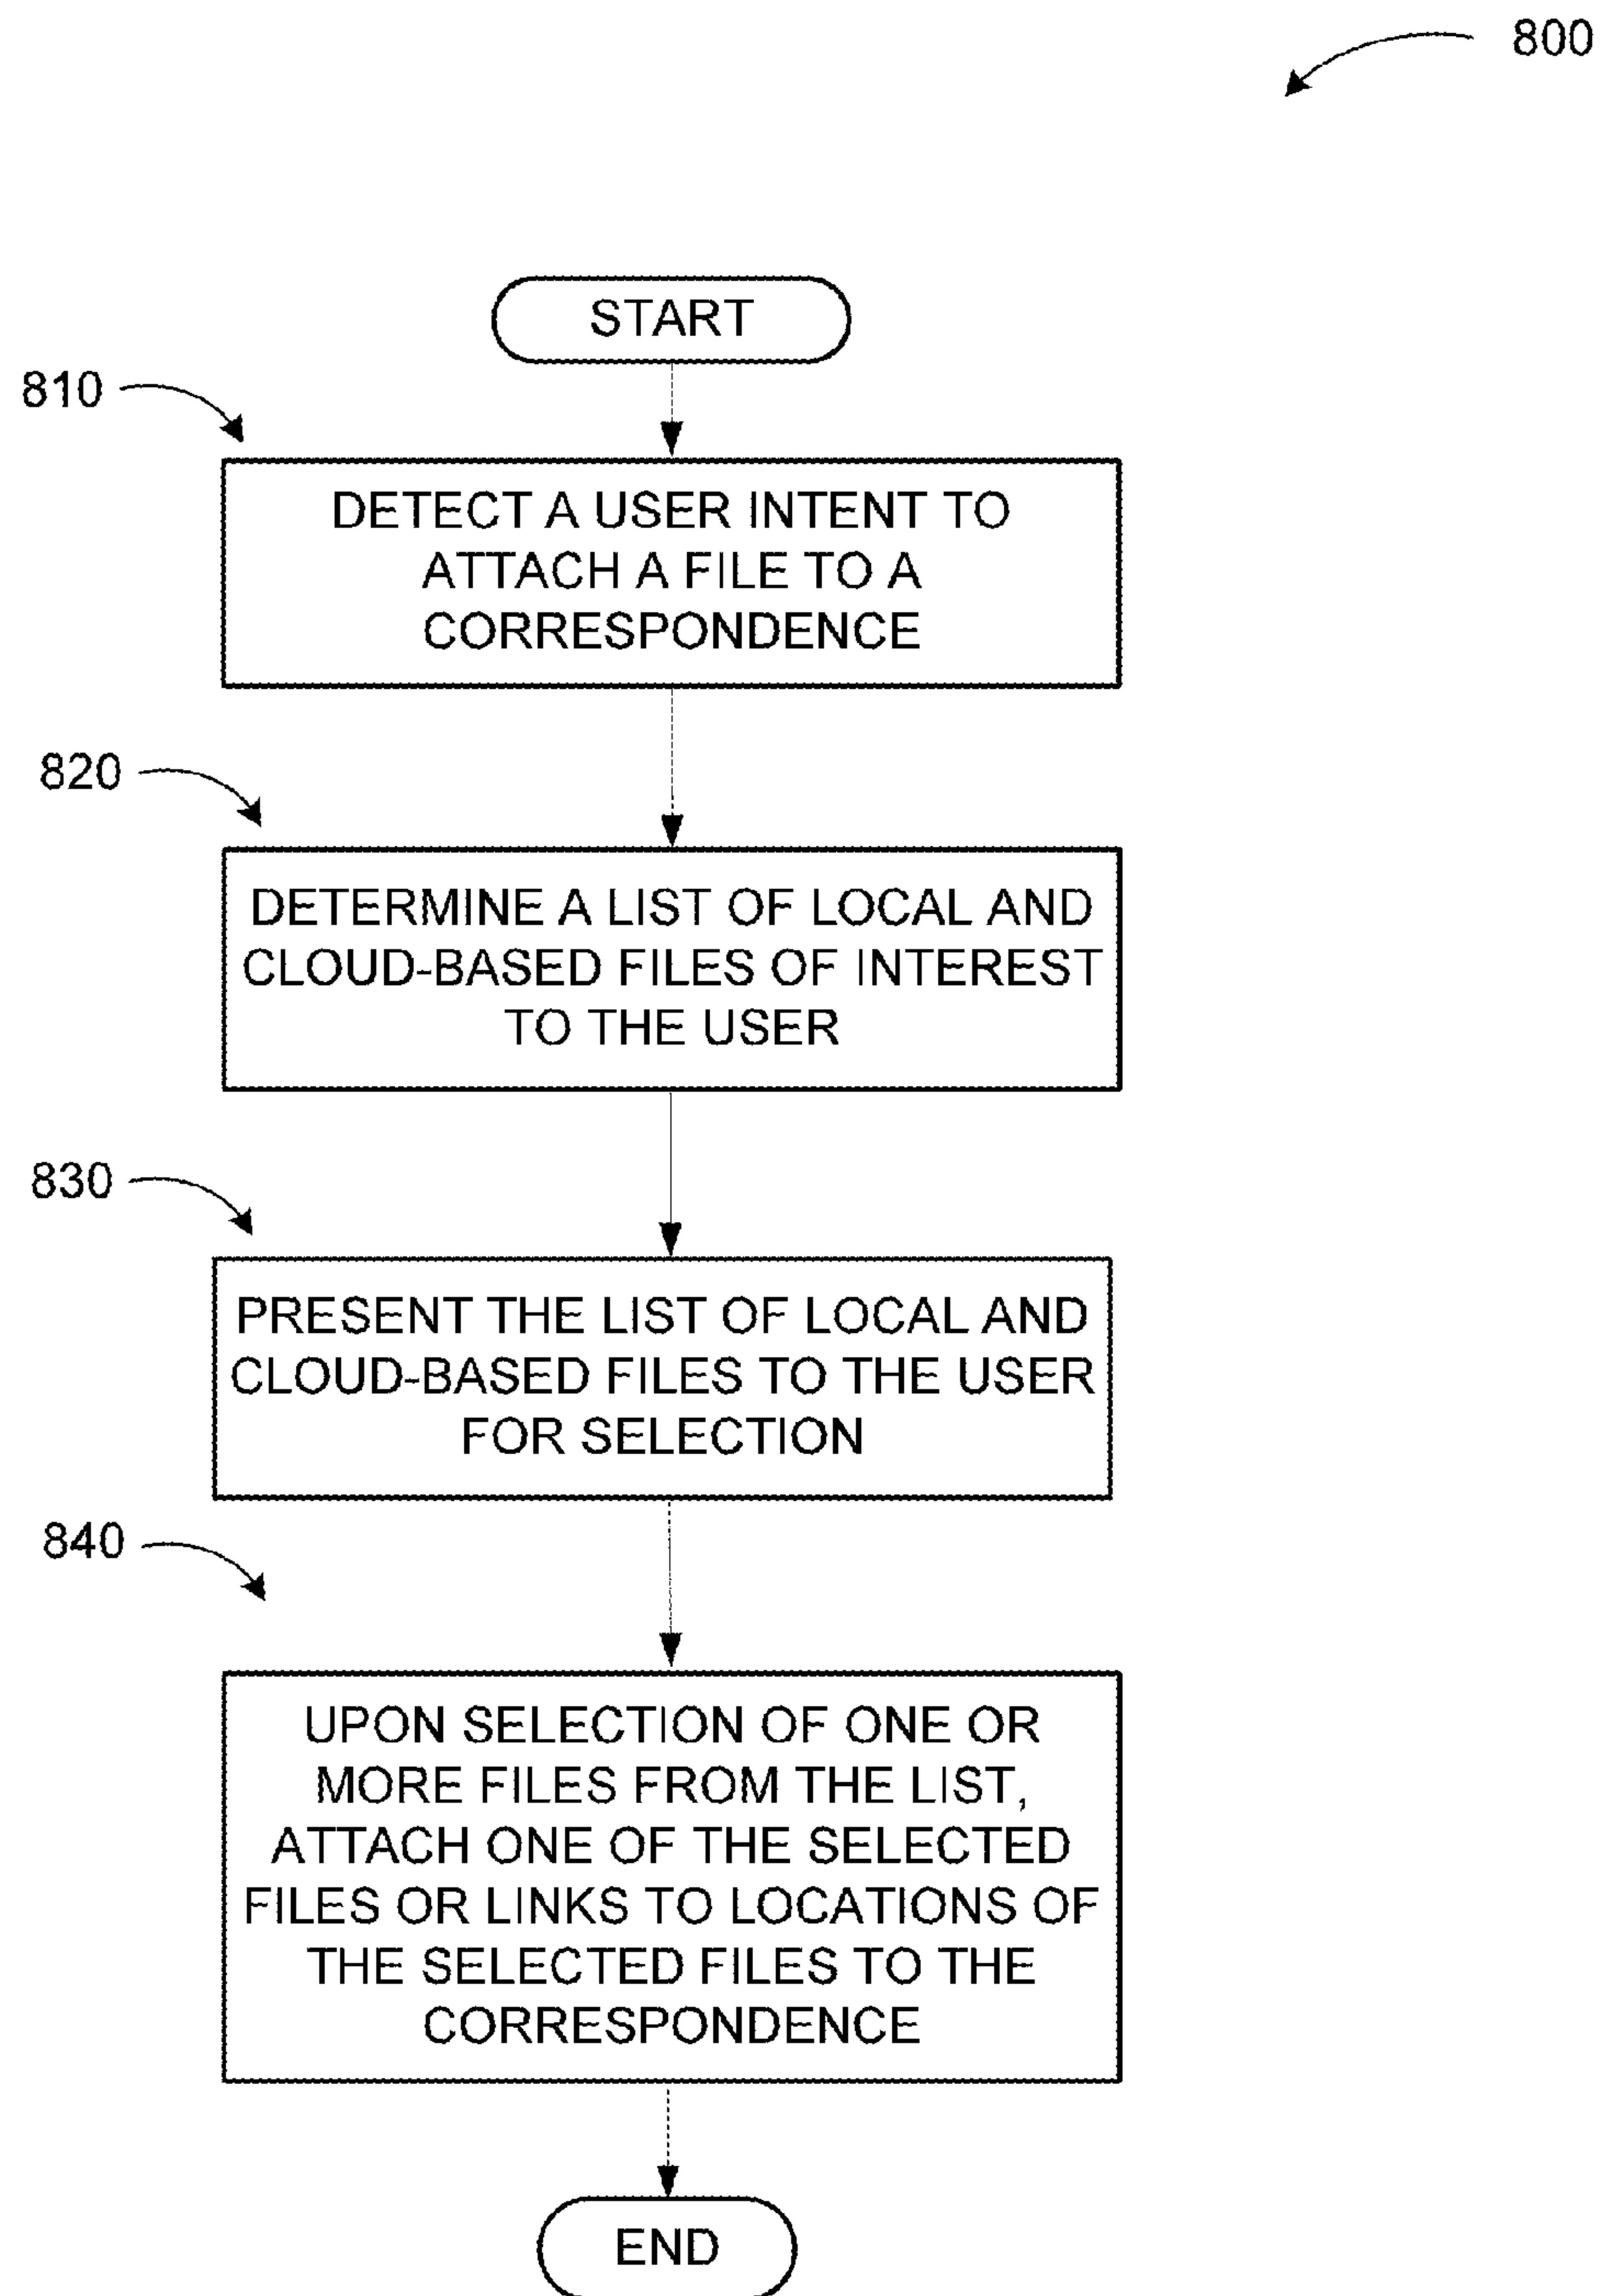 800
START
810
DETECT A USER INTENT TO
ATTACH A FILE TO A
CORRESPONDENCE
820
DETERMINE A LIST OF LOCAL AND
CLOUD-BASED FILES OF INTEREST
TO THE USER
830
PRESENT THE LIST OF LOCAL AND
CLOUD-BASED FILES TO THE USER
FOR SELECTION
840
UPON SELECTION OF ONE OR
MORE FILES FROM THE LIST,
ATTACH ONE OF THE SELECTED
FILES OR LINKS TO LOCATIONS OF
THE SELECTED FILES TO THE
CORRESPONDENCE
END